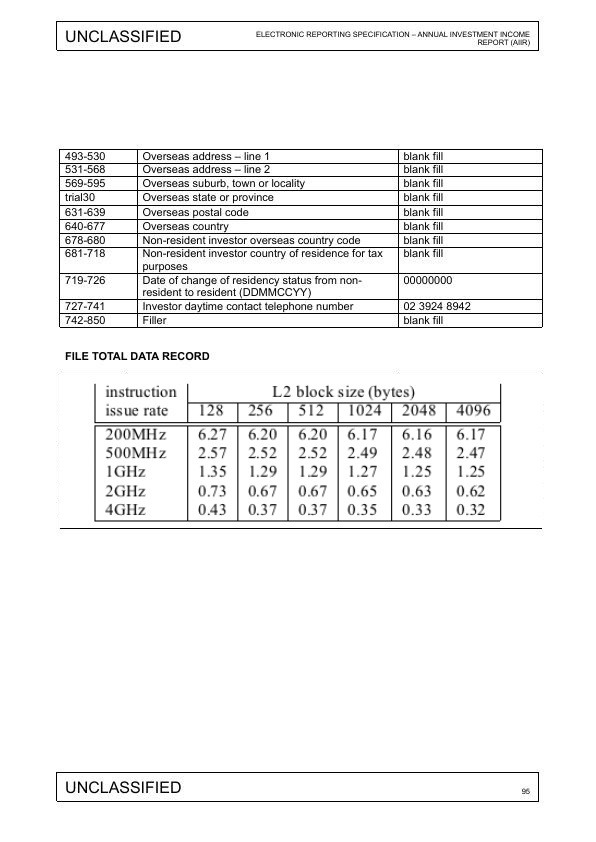 UNCLASSIFIED
ELECTRONIC REPORTING SPECIFICATION – ANNUAL INVESTMENT INCOME
REPORT (AIIR)
493-530 Overseas address – line 1 blank fill
531-568 Overseas address – line 2 blank fill
569-595 Overseas suburb, town or locality blank fill
trial30 Overseas state or province blank fill
631-639 Overseas postal code blank fill
640-677 Overseas country blank fill
678-680 Non-resident investor overseas country code blank fill
681-718 Non-resident investor country of residence for tax blank fill
purposes
719-726 Date of change of residency status from non- 00000000
resident to resident (DDMMCCYY)
727-741 Investor daytime contact telephone number 02 3924 8942
742-850 Filler blank fill
FILE TOTAL DATA RECORD
instruction L2 block size (bytes)
issue rate 128 256 512 1024 2048 4096
200MHz 6.27 6.20 6.20 6.17 6.16 6.17
500MHz 2.57 2.52 2.52 2.49 2.48 2.47
1GHz 1.35 1.29 1.29 1.27 1.25 1.25
2GHz 0.73 0.67 0.67 0.65 0.63 0.62
4GHz 0.43 0.37 0.37 0.35 0.33 0.32
UNCLASSIFIED
95